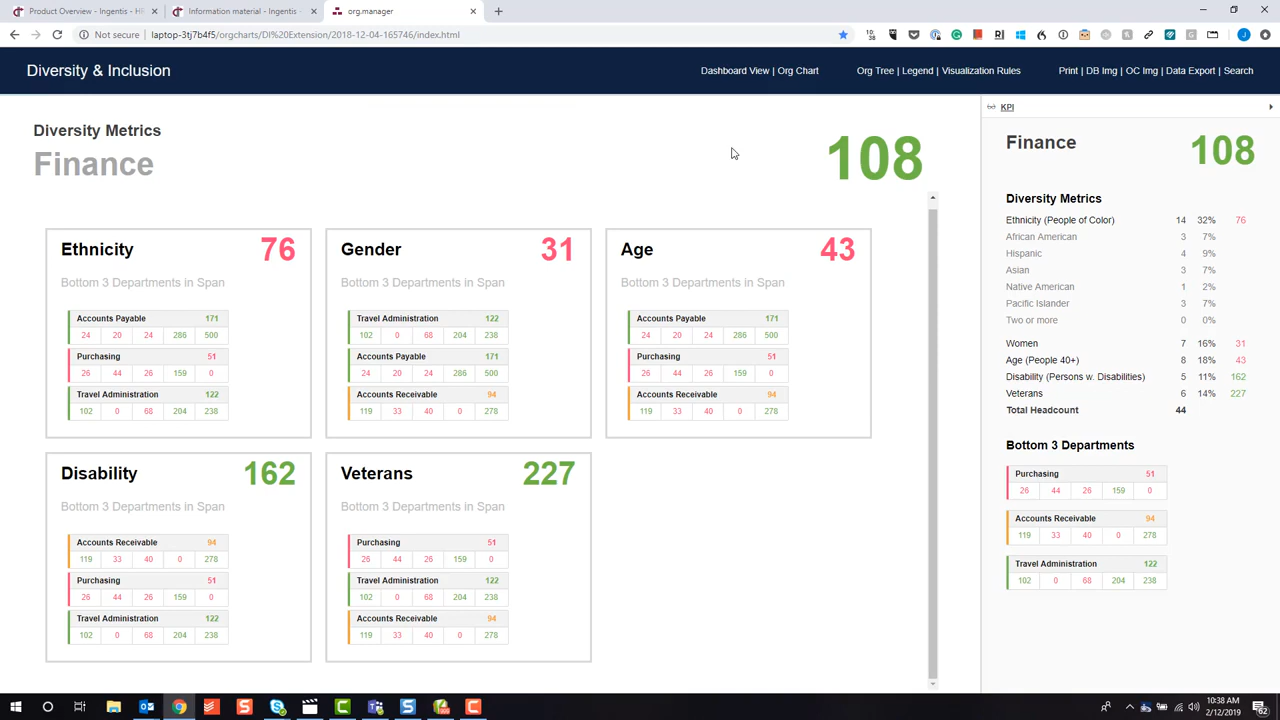 Product Overview - Ingentis - HR
Information material - Ingentis -
org.manager
Not secure | laptop-3tj7b4f5/orgcharts/DI%20Extension/2018-12-04-165746/index.html
Diversity & Inclusion
Dashboard View | Org Chart
Org Tree | Legend | Visualization Rules
Print | DB Img | OC Img | Data Export | Search
Diversity Metrics
Finance
108
Ethnicity 76
Bottom 3 Departments in Span
Accounts Payable 171
24 20 24 286 500
Purchasing 51
26 44 26 159 0
Travel Administration 122
102 0 68 204 238
Gender 31
Bottom 3 Departments in Span
Travel Administration 122
102 0 68 204 238
Accounts Payable 171
24 20 24 286 500
Accounts Receivable 94
119 33 40 0 278
Age 43
Bottom 3 Departments in Span
Accounts Payable 171
24 20 24 286 500
Purchasing 51
26 44 26 159 0
Accounts Receivable 94
119 33 40 0 278
Disability 162
Bottom 3 Departments in Span
Accounts Receivable 94
119 33 40 0 278
Purchasing 51
26 44 26 159 0
Travel Administration 122
102 0 68 204 238
Veterans 227
Bottom 3 Departments in Span
Purchasing 51
26 44 26 159 0
Travel Administration 122
102 0 68 204 238
Accounts Receivable 94
119 33 40 0 278
KPI
Finance 108
Diversity Metrics
Ethnicity (People of Color) 14 32% 76
African American 3 7%
Hispanic 4 9%
Asian 3 7%
Native American 1 2%
Pacific Islander 3 7%
Two or more 0 0%
Women 7 16% 31
Age (People 40+) 8 18% 43
Disability (Persons w. Disabilities) 5 11% 162
Veterans 6 14% 227
Total Headcount 44
Bottom 3 Departments
Purchasing 51
26 44 26 159 0
Accounts Receivable 94
119 33 40 0 278
Travel Administration 122
102 0 68 204 238
10:38 AM
2/12/2019